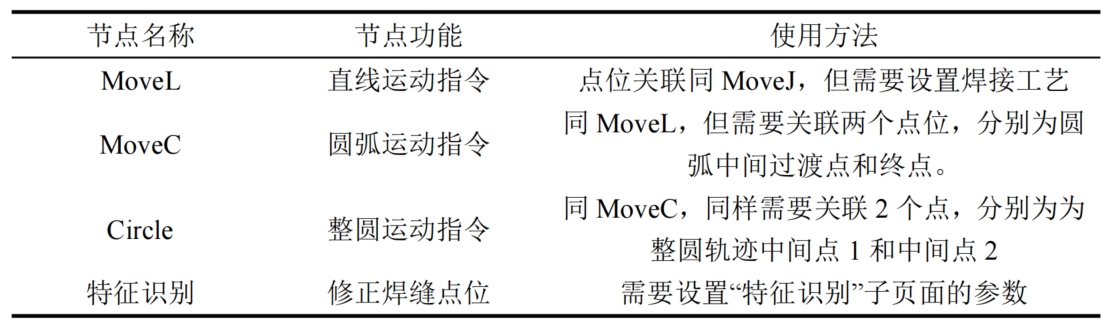 节点名称 节点功能 使用方法
MoveL 直线运动指令 点位关联同 MoveJ，但需要设置焊接工艺
MoveC 圆弧运动指令 同 MoveL，但需要关联两个点位，分别为圆
弧中间过渡点和终点。
Circle 整圆运动指令 同 MoveC，同样需要关联 2 个点，分别为为
整圆轨迹中间点 1 和中间点 2
特征识别 修正焊缝点位 需要设置“特征识别”子页面的参数